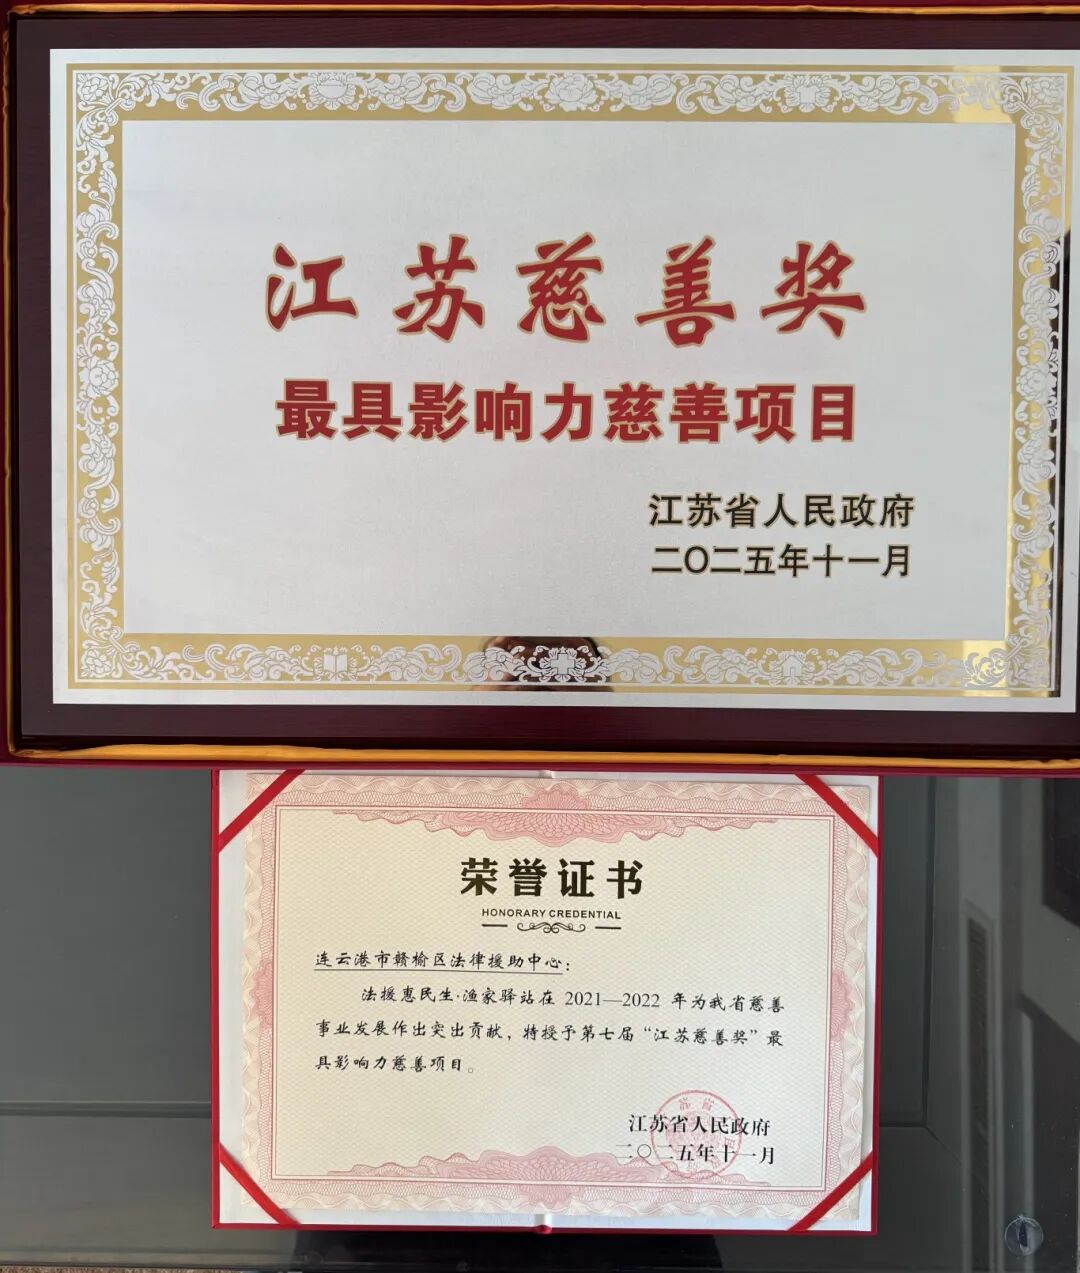 江苏慈善奖
最具影响力慈善项目
江苏省人民政府
二〇二五年十一月
荣誉证书
HONORARY CREDENTIAL
连云港市赣榆区法律援助中心：
法援惠民生·渔家驿站在 2021—2022 年为我省慈善
事业发展作出突出贡献，特授予第七届“江苏慈善奖”最
具影响力慈善项目。
江苏省人民政府
二〇二五年十一月